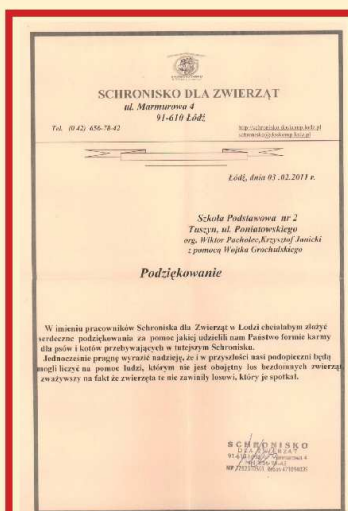 SCHRONISKO DLA ZWIERZĄT
ul. Marmurowa 4
91-610 Łódź
Tel. (0 42) 656-78-42
Łódź, dnia 03.02.2011 r.
Szkoła Podstawowa nr 2
Tuszyn, ul. Poniatowskiego
org. Wiktor Pacholec,Krzysztof Janicki
z pomocą Wojtka Grochulskiego
Podziękowanie
W imieniu pracowników Schroniska dla Zwierząt w Łodzi chciałabym złożyć
serdeczne podziękowania za pomoc jakiej udzielili nam Państwo formie karmy
dla psów i kotów przebywających w tutejszym Schronisku.
Jednocześnie pragnę wyrazić nadzieję, że i w przyszłości nasi podopieczni będą
mogli liczyć na pomoc ludzi, którym nie jest obojętny los bezdomnych zwierząt
zważywszy na fakt że zwierzęta te nie zawiniły losowi, który je spotkał.
SCHRONISKO
DLA ZWIERZĄT